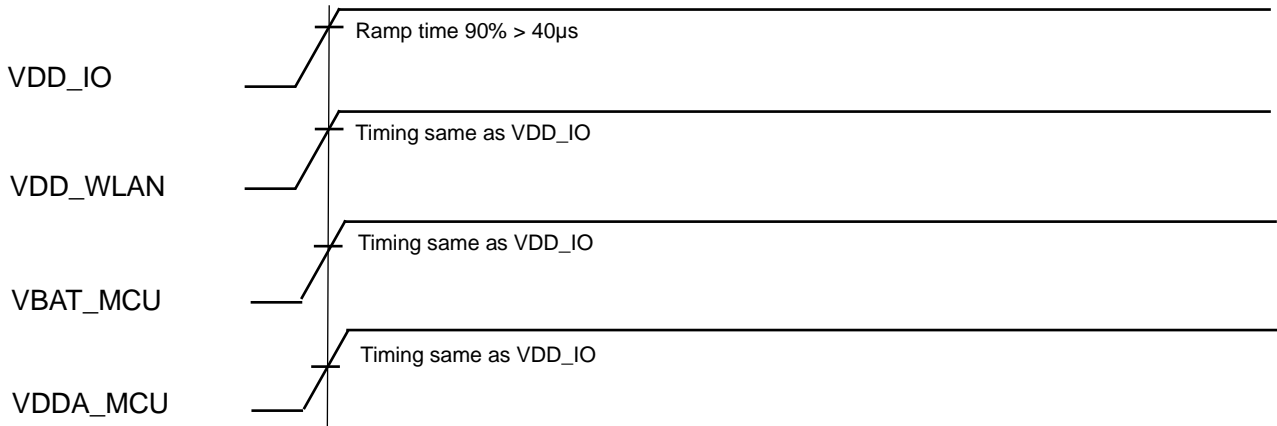 Ramp time 90% > 40µs
VDD_IO
Timing same as VDD_IO
VDD_WLAN
Timing same as VDD_IO
VBAT_MCU
Timing same as VDD_IO
VDDA_MCU